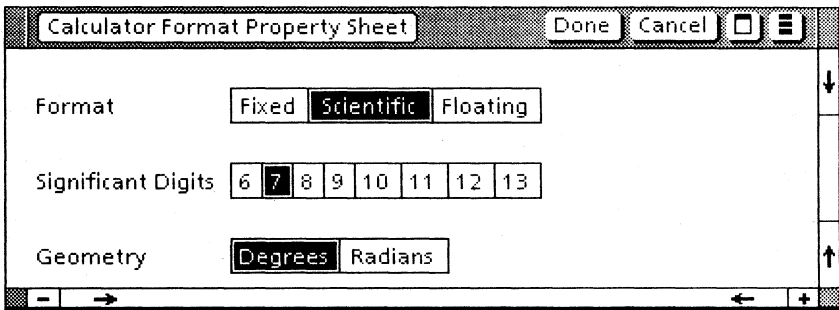 Calculator Format Property Sheet Done Cancel
Format Fixed Scientific Floating
Significant Digits 6 7 8 9 10 11 12 13
Geometry Degrees Radians
- +